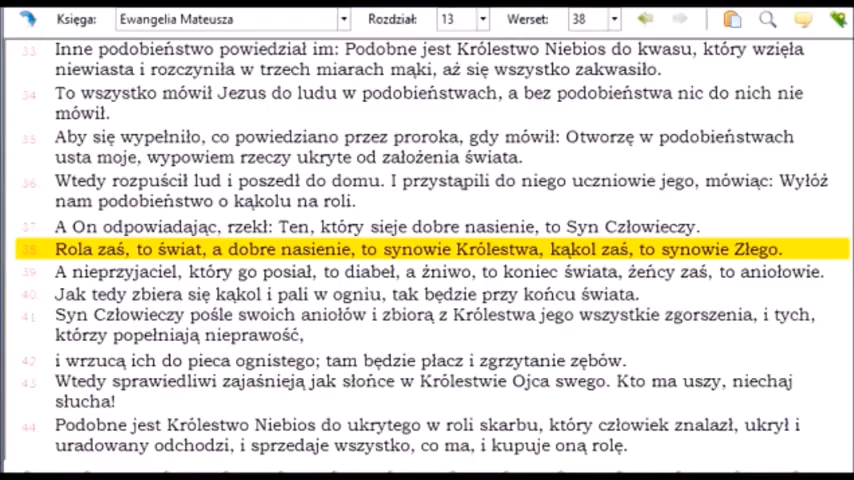 Księga: Ewangelia Mateusza Rozdział: 13 Werset: 38
33. Inne podobieństwo powiedział im: Podobne jest Królestwo Niebios do kwasu, który wzięła
niewiasta i rozczyniła w trzech miarach mąki, aż się wszystko zakwasiło.
34. To wszystko mówił Jezus do ludu w podobieństwach, a bez podobieństwa nic do nich nie
mówił.
35. Aby się wypełniło, co powiedziano przez proroka, gdy mówił: Otworzę w podobieństwach
usta moje, wypowiem rzeczy ukryte od założenia świata.
36. Wtedy rozpuścił lud i poszedł do domu. I przystąpili do niego uczniowie jego, mówiąc: Wyłóż
nam podobieństwo o kąkolu na roli.
37. A On odpowiadając, rzekł: Ten, który sieje dobre nasienie, to Syn Człowieczy.
38. Rola zaś, to świat, a dobre nasienie, to synowie Królestwa, kąkol zaś, to synowie Złego.
39. A nieprzyjaciel, który go posiał, to diabeł, a żniwo, to koniec świata, żeńcy zaś, to aniołowie.
40. Jak tedy zbiera się kąkol i pali w ogniu, tak będzie przy końcu świata.
41. Syn Człowieczy pośle swoich aniołów i zbiorą z Królestwa jego wszystkie zgorszenia, i tych,
którzy popełniają nieprawość,
42. i wrzucą ich do pieca ognistego; tam będzie płacz i zgrzytanie zębów.
43. Wtedy sprawiedliwi zajaśnieją jak słońce w Królestwie Ojca swego. Kto ma uszy, niechaj
słucha!
44. Podobne jest Królestwo Niebios do ukrytego w roli skarbu, który człowiek znalazł, ukrył i
uradowany odchodzi, i sprzedaje wszystko, co ma, i kupuje oną rolę.